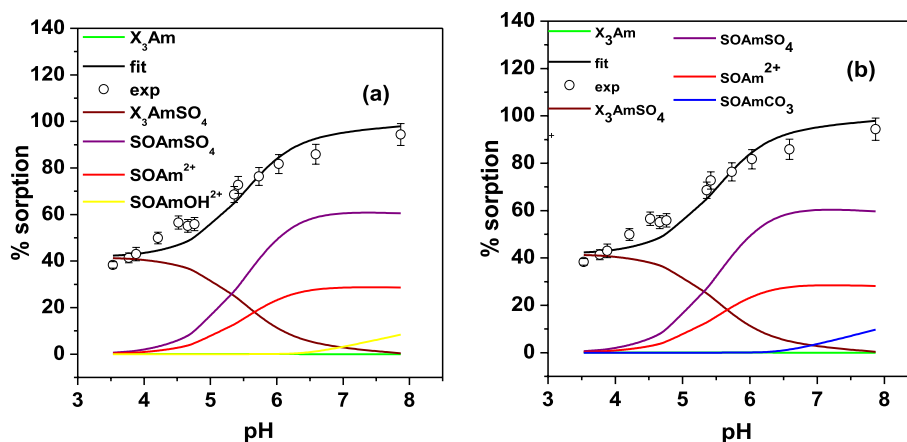 140
120
100
80
60
40
20
0
% sorption
X₃Am
fit
exp
X₃AmSO₄
SOAmSO₄
SOAm²⁺
SOAmOH²⁺
(a)
3 4 5 6 7 8
pH
140
120
100
80
60
40
20
0
% sorption
X₃Am
fit
exp
X₃AmSO₄
SOAmSO₄
SOAm²⁺
SOAmCO₃
(b)
3 4 5 6 7 8
pH